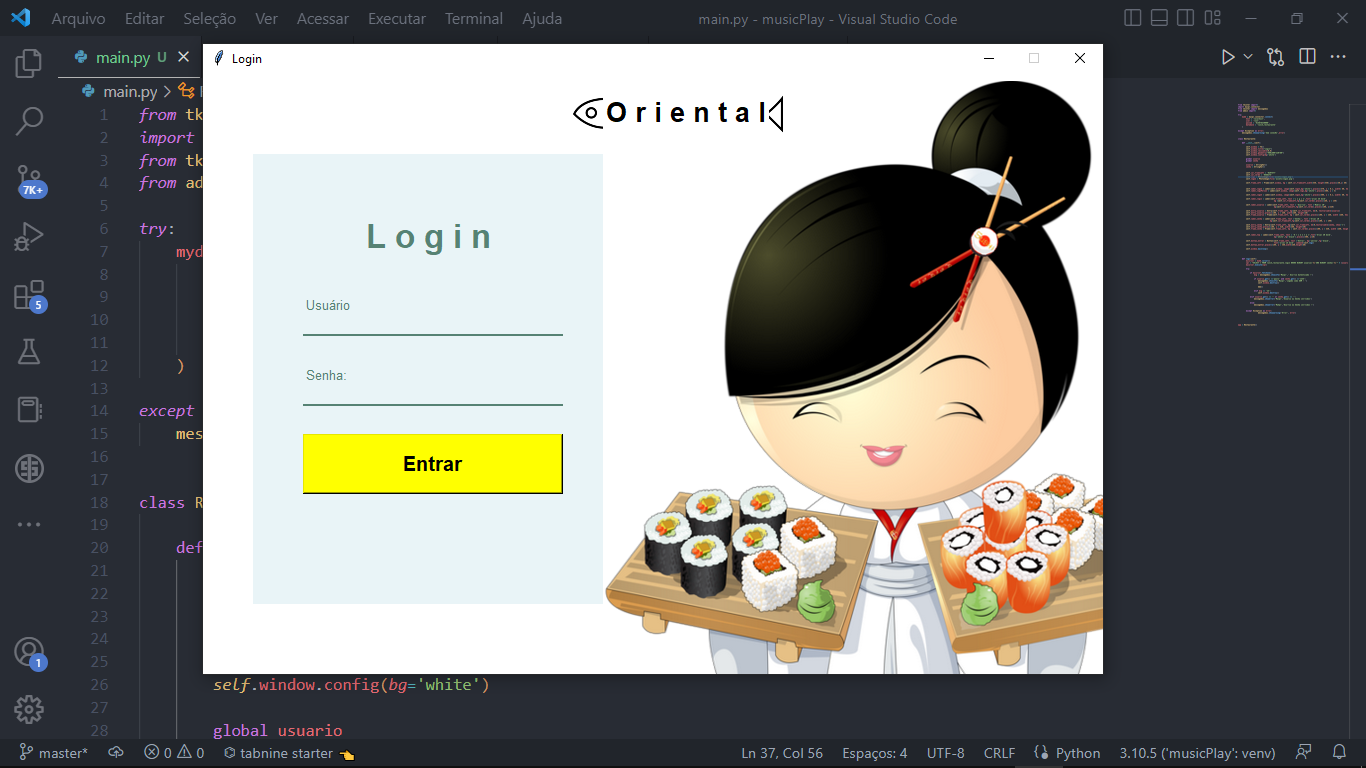 Arquivo Editar Seleção Ver Acessar Executar Terminal Ajuda main.py - musicPlay - Visual Studio Code
main.py U
Login
main.py >
Oriental
1 from tk
2 import
3 from tk
4 from ad
5
6 try:
7 myd
8
9
10
11
12 )
13
14 except
15 mes
16
17
18 class R
19
20 def
21
22
23
24
25
26 self.window.config(bg='white')
27
28 global usuario
7K+
5
1
Login
Usuário
Senha:
Entrar
master* 0 0 tabnine starter Ln 37, Col 56 Espaços: 4 UTF-8 CRLF Python 3.10.5 ('musicPlay': venv)